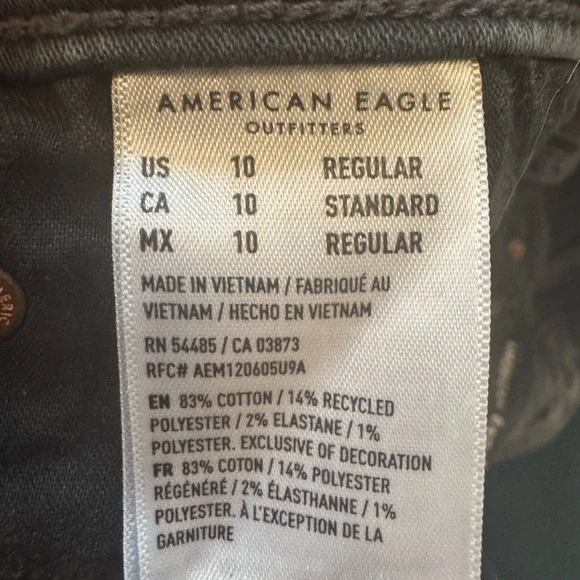 AMERICAN EAGLE
OUTFITTERS
US 10 REGULAR
CA 10 STANDARD
MX 10 REGULAR
MADE IN VIETNAM / FABRIQUÉ AU
VIETNAM / HECHO EN VIETNAM
RN 54485 / CA 03873
RFC# AEM120605U9A
EN 83% COTTON / 14% RECYCLED
POLYESTER / 2% ELASTANE / 1%
POLYESTER. EXCLUSIVE OF DECORATION
FR 83% COTON / 14% POLYESTER
RÉGÉNÉRÉ / 2% ÉLASTHANNE / 1%
POLYESTER. À L'EXCEPTION DE LA
GARNITURE